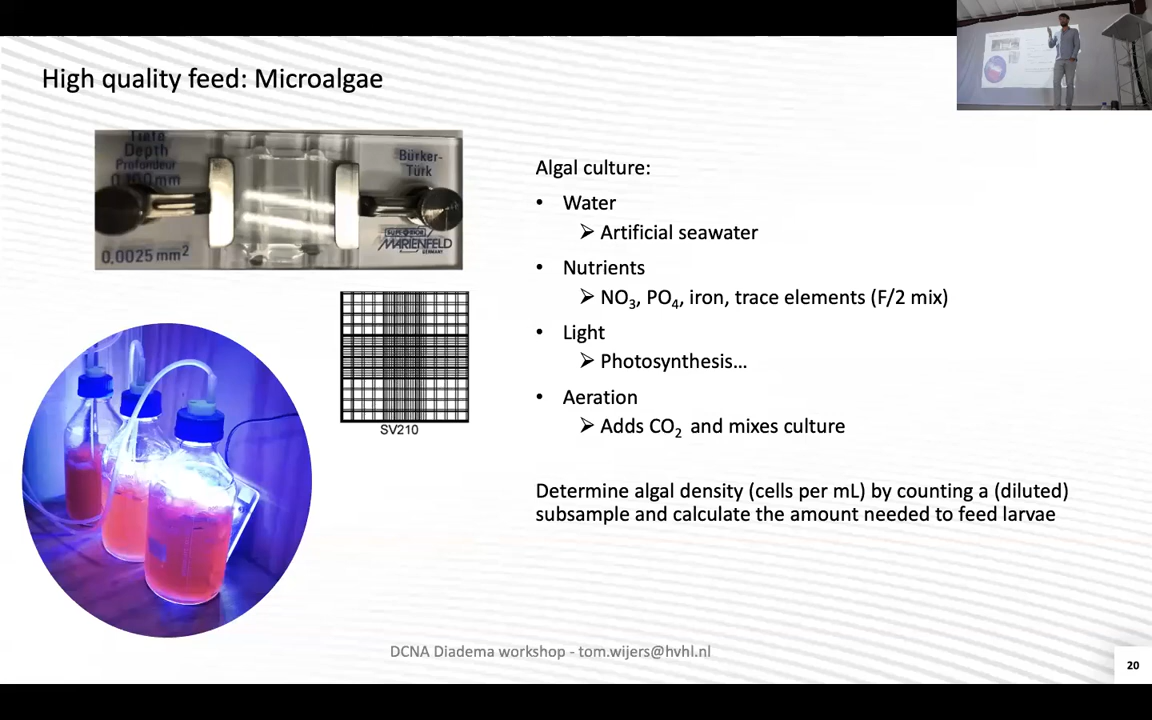 High quality feed: Microalgae
Tiefe
Depth
Profondeur
0.100mm
Bürker-
Türk
MARIENFELD
GERMANY
0.0025 mm²
SV210
Algal culture:
• Water
➢ Artificial seawater
• Nutrients
➢ NO₃, PO₄, iron, trace elements (F/2 mix)
• Light
➢ Photosynthesis…
• Aeration
➢ Adds CO₂ and mixes culture
Determine algal density (cells per mL) by counting a (diluted)
subsample and calculate the amount needed to feed larvae
DCNA Diadema workshop - tom.wijers@hvhl.nl
20